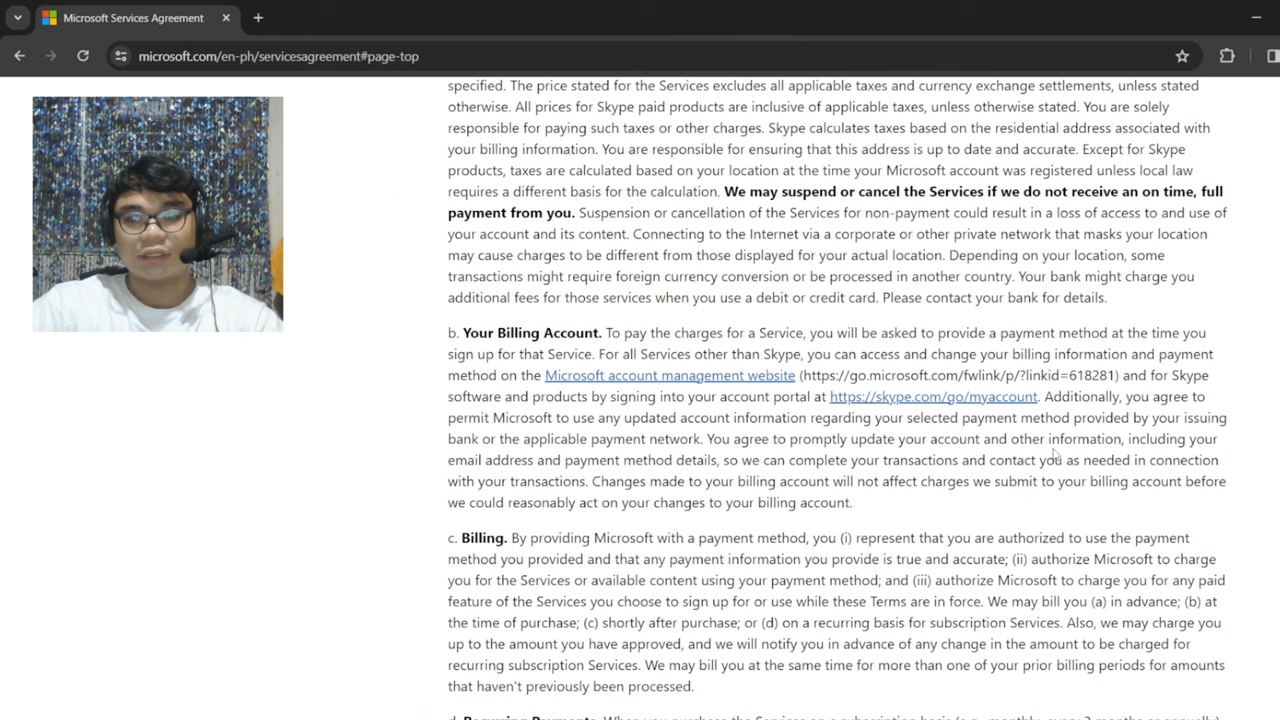 Microsoft Services Agreement
microsoft.com/en-ph/servicesagreement#page-top
specified. The price stated for the Services excludes all applicable taxes and currency exchange settlements, unless stated
otherwise. All prices for Skype paid products are inclusive of applicable taxes, unless otherwise stated. You are solely
responsible for paying such taxes or other charges. Skype calculates taxes based on the residential address associated with
your billing information. You are responsible for ensuring that this address is up to date and accurate. Except for Skype
products, taxes are calculated based on your location at the time your Microsoft account was registered unless local law
requires a different basis for the calculation. We may suspend or cancel the Services if we do not receive an on time, full
payment from you. Suspension or cancellation of the Services for non-payment could result in a loss of access to and use of
your account and its content. Connecting to the Internet via a corporate or other private network that masks your location
may cause charges to be different from those displayed for your actual location. Depending on your location, some
transactions might require foreign currency conversion or be processed in another country. Your bank might charge you
additional fees for those services when you use a debit or credit card. Please contact your bank for details.
b. Your Billing Account. To pay the charges for a Service, you will be asked to provide a payment method at the time you
sign up for that Service. For all Services other than Skype, you can access and change your billing information and payment
method on the Microsoft account management website (https://go.microsoft.com/fwlink/p/?linkid=618281) and for Skype
software and products by signing into your account portal at https://skype.com/go/myaccount. Additionally, you agree to
permit Microsoft to use any updated account information regarding your selected payment method provided by your issuing
bank or the applicable payment network. You agree to promptly update your account and other information, including your
email address and payment method details, so we can complete your transactions and contact you as needed in connection
with your transactions. Changes made to your billing account will not affect charges we submit to your billing account before
we could reasonably act on your changes to your billing account.
c. Billing. By providing Microsoft with a payment method, you (i) represent that you are authorized to use the payment
method you provided and that any payment information you provide is true and accurate; (ii) authorize Microsoft to charge
you for the Services or available content using your payment method; and (iii) authorize Microsoft to charge you for any paid
feature of the Services you choose to sign up for or use while these Terms are in force. We may bill you (a) in advance; (b) at
the time of purchase; (c) shortly after purchase; or (d) on a recurring basis for subscription Services. Also, we may charge you
up to the amount you have approved, and we will notify you in advance of any change in the amount to be charged for
recurring subscription Services. We may bill you at the same time for more than one of your prior billing periods for amounts
that haven't previously been processed.
d. Recurring Payments. When you purchase the Services on a subscription basis (e.g., monthly, every 3 months or annually),